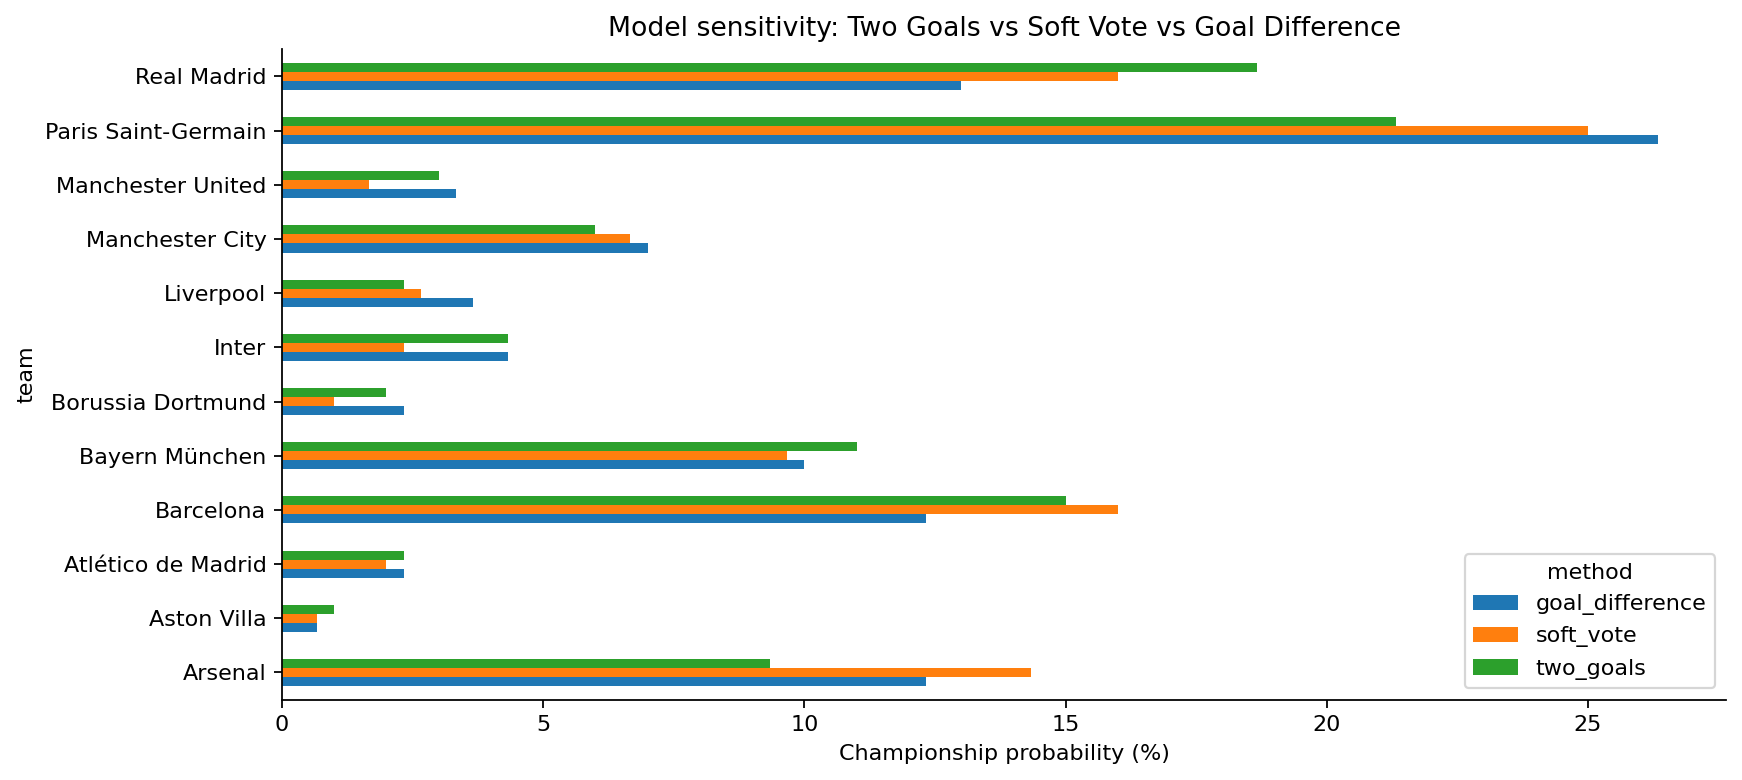 Model sensitivity: Two Goals vs Soft Vote vs Goal Difference
Real Madrid
Paris Saint-Germain
Manchester United
Manchester City
Liverpool
Inter
Borussia Dortmund
Bayern München
Barcelona
Atlético de Madrid
Aston Villa
Arsenal
team
method
goal_difference
soft_vote
two_goals
0 5 10 15 20 25
Championship probability (%)